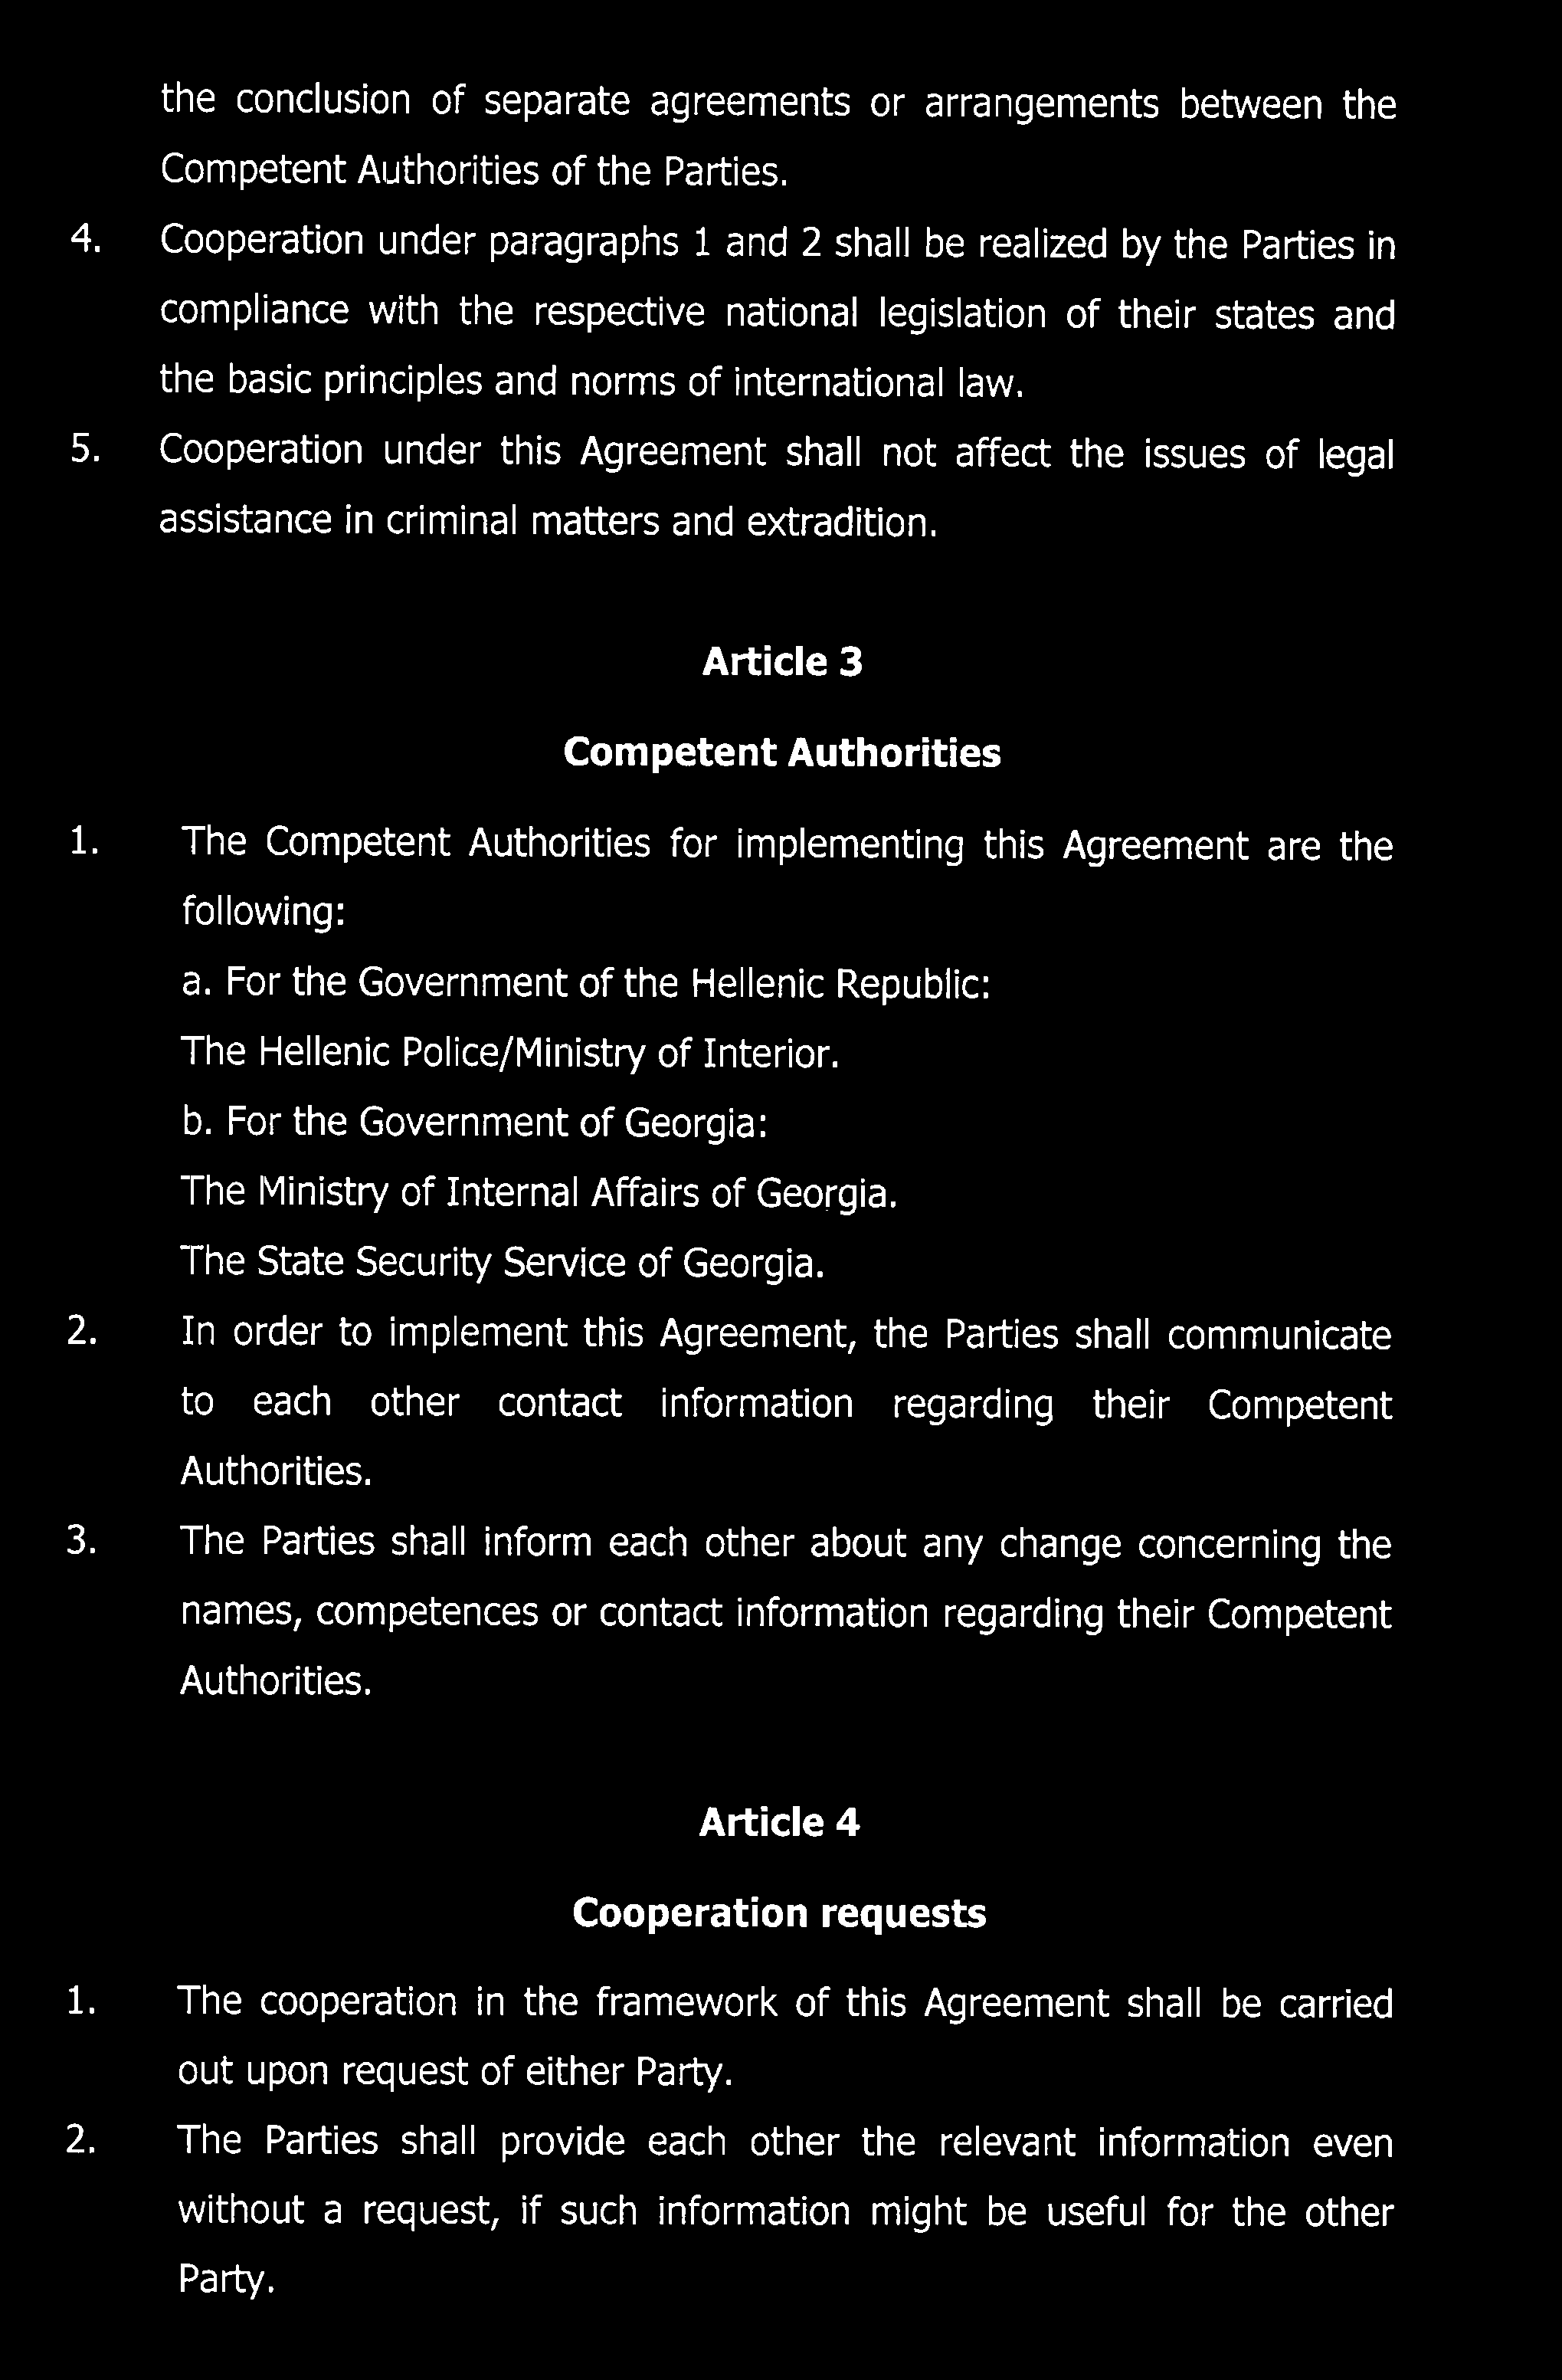 the conclusion of separate agreements or arrangements between the
Competent Authorities of the Parties.
4. Cooperation under paragraphs 1 and 2 shall be realized by the Parties in
compliance with the respective national legislation of their states and
the basic principles and norms of international law.
5. Cooperation under this Agreement shall not affect the issues of legal
assistance in criminal matters and extradition.
Article 3
Competent Authorities
1. The Competent Authorities for implementing this Agreement are the
following:
a. For the Government of the Hellenic Republic:
The Hellenic Police/Ministry of Interior.
b. For the Government of Georgia:
The Ministry of Internal Affairs of Georgia.
The State Security Service of Georgia.
2. In order to implement this Agreement, the Parties shall communicate
to each other contact information regarding their Competent
Authorities.
3. The Parties shall inform each other about any change concerning the
names, competences or contact information regarding their Competent
Authorities.
Article 4
Cooperation requests
1. The cooperation in the framework of this Agreement shall be carried
out upon request of either Party.
2. The Parties shall provide each other the relevant information even
without a request, if such information might be useful for the other
Party.